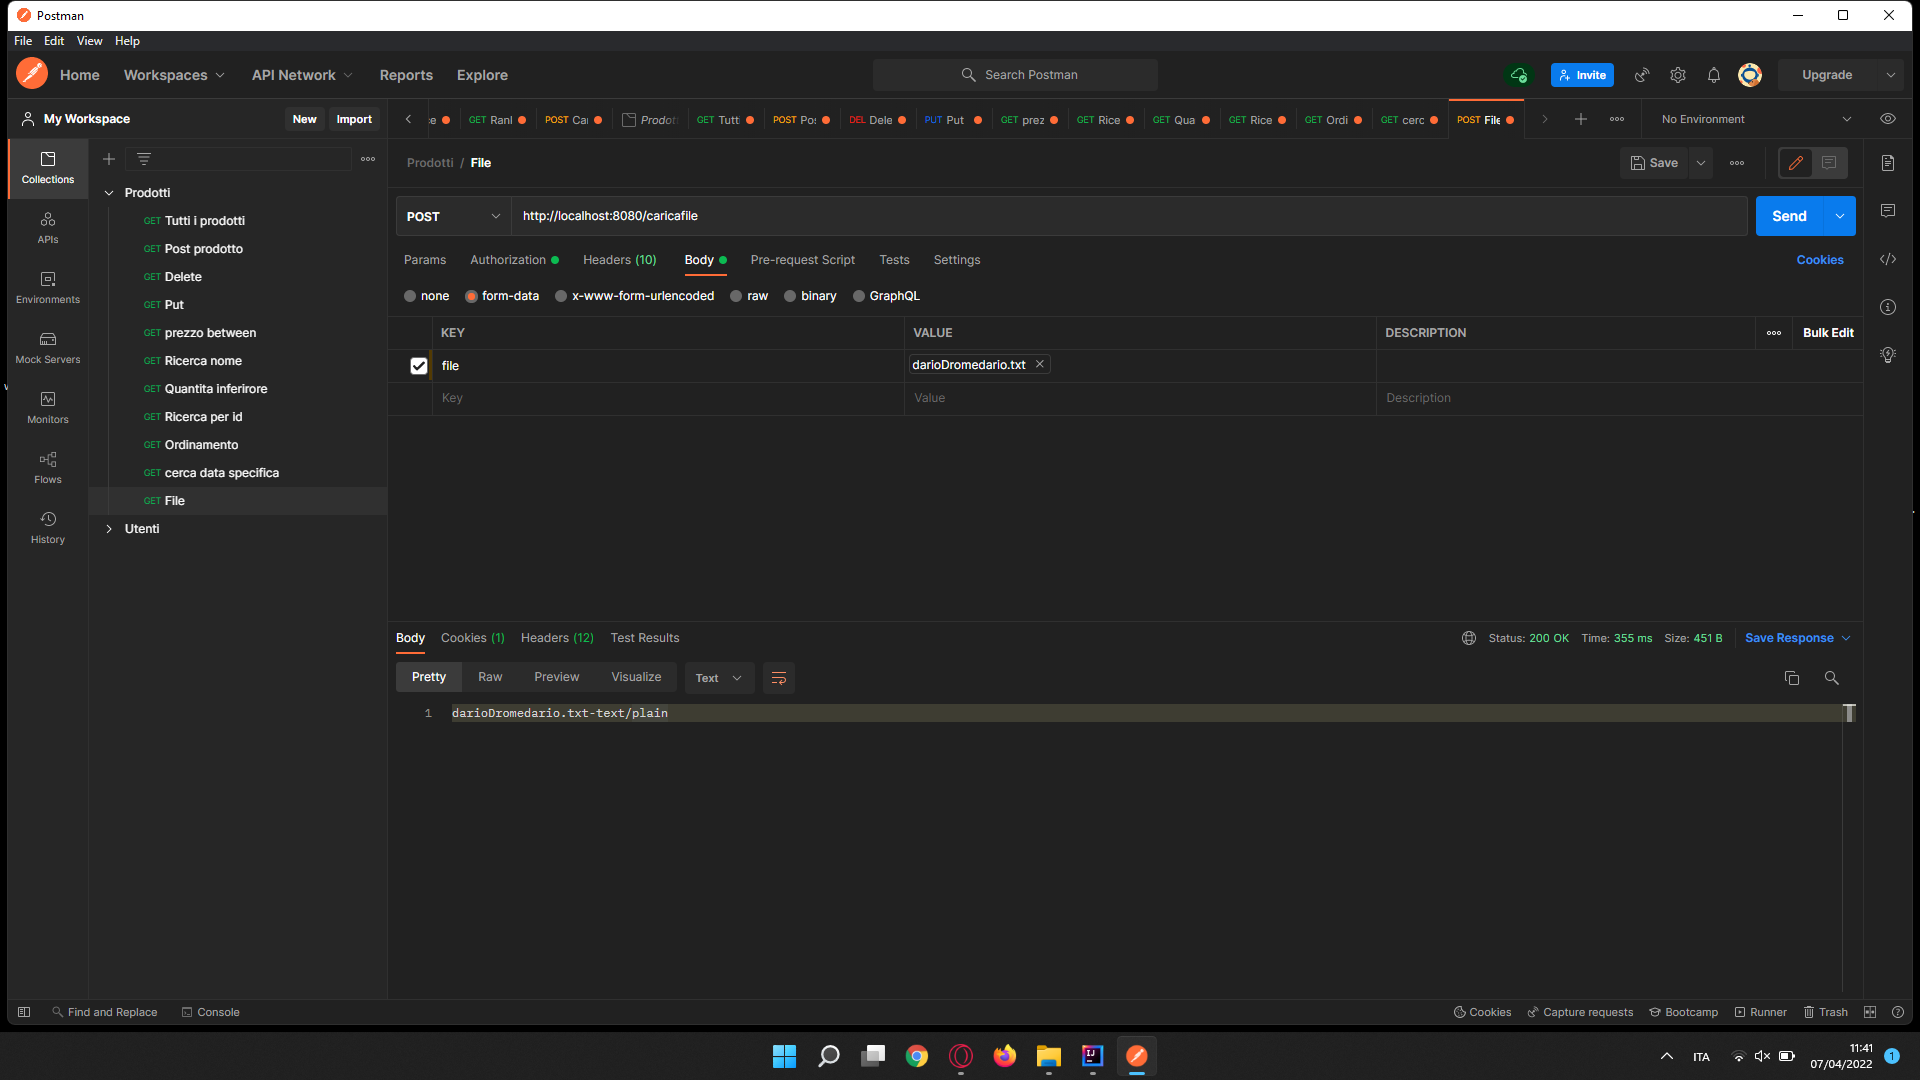 Postman
File Edit View Help
Home Workspaces API Network Reports Explore Search Postman Invite Upgrade
My Workspace New Import
GET Ranl POST Car Prodot GET Tutti POST Pos DEL Dele PUT Put GET prez GET Rice GET Qua GET Rice GET Ordi GET cerc POST File No Environment
Prodotti / File Save
Collections
APIs
Environments
Mock Servers
Monitors
Flows
History
Prodotti
GET Tutti i prodotti
GET Post prodotto
GET Delete
GET Put
GET prezzo between
GET Ricerca nome
GET Quantita inferirore
GET Ricerca per id
GET Ordinamento
GET cerca data specifica
GET File
Utenti
POST http://localhost:8080/caricafile Send
Params Authorization Headers (10) Body Pre-request Script Tests Settings Cookies
none form-data x-www-form-urlencoded raw binary GraphQL
KEY VALUE DESCRIPTION Bulk Edit
file darioDromedario.txt
Key Value Description
Body Cookies (1) Headers (12) Test Results Status: 200 OK Time: 355 ms Size: 451 B Save Response
Pretty Raw Preview Visualize Text
1 darioDromedario.txt-text/plain
Find and Replace Console Cookies Capture requests Bootcamp Runner Trash
ITA 11:41
07/04/2022 1